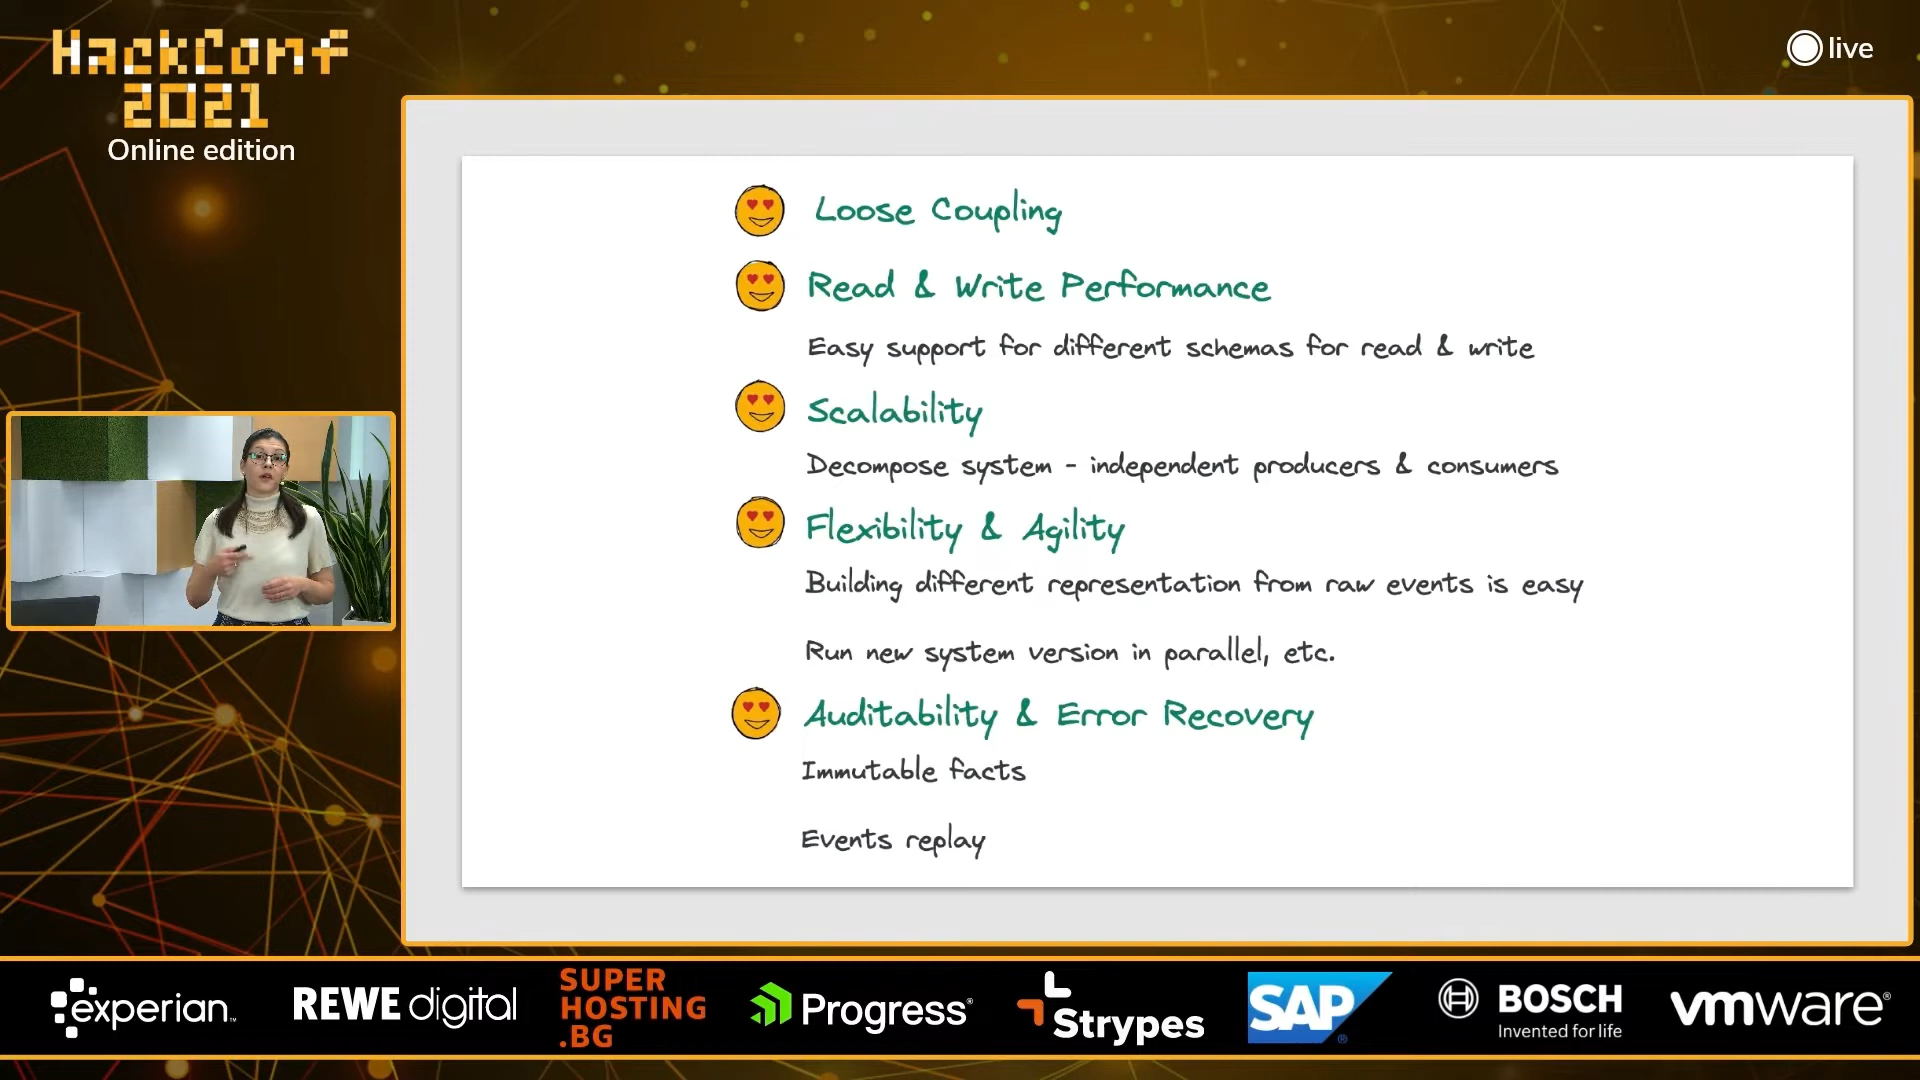 HackConf
2021
Online edition
live
Loose Coupling
Read & Write Performance
Easy support for different schemas for read & write
Scalability
Decompose system - independent producers & consumers
Flexibility & Agility
Building different representation from raw events is easy
Run new system version in parallel, etc.
Auditability & Error Recovery
Immutable facts
Events replay
experian™
REWE digital
SUPER
HOSTING
.BG
Progress®
Strypes
SAP®
BOSCH
Invented for life
vmware®